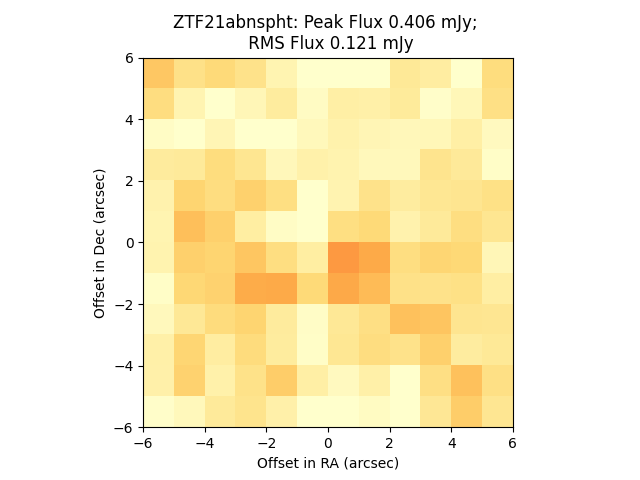 ZTF21abnspht: Peak Flux 0.406 mJy;
RMS Flux 0.121 mJy
6
4
2
0
−2
−4
−6
Offset in Dec (arcsec)
−6 −4 −2 0 2 4 6
Offset in RA (arcsec)